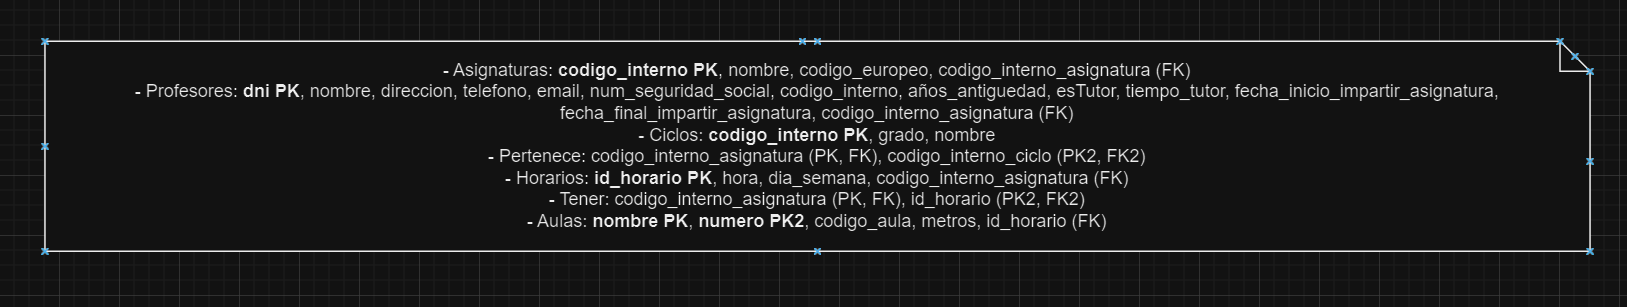 - Asignaturas: codigo_interno PK, nombre, codigo_europeo, codigo_interno_asignatura (FK)
- Profesores: dni PK, nombre, direccion, telefono, email, num_seguridad_social, codigo_interno, años_antiguedad, esTutor, tiempo_tutor, fecha_inicio_impartir_asignatura,
fecha_final_impartir_asignatura, codigo_interno_asignatura (FK)
- Ciclos: codigo_interno PK, grado, nombre
- Pertenece: codigo_interno_asignatura (PK, FK), codigo_interno_ciclo (PK2, FK2)
- Horarios: id_horario PK, hora, dia_semana, codigo_interno_asignatura (FK)
- Tener: codigo_interno_asignatura (PK, FK), id_horario (PK2, FK2)
- Aulas: nombre PK, numero PK2, codigo_aula, metros, id_horario (FK)